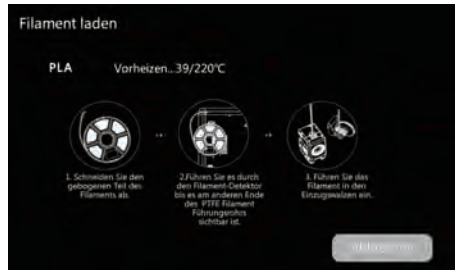 Filament laden
PLA Vorheizen...39/220℃
1. Schneiden Sie den
gebogenen Teil des
Filaments ab.
2.Führen Sie es durch
den Filament-Detektor
bis es am anderen Ende
des PTFE Filament
Führungsrohrs
sichtbar ist.
3. Führen Sie das
Filament in den
Einzugswalzen ein.